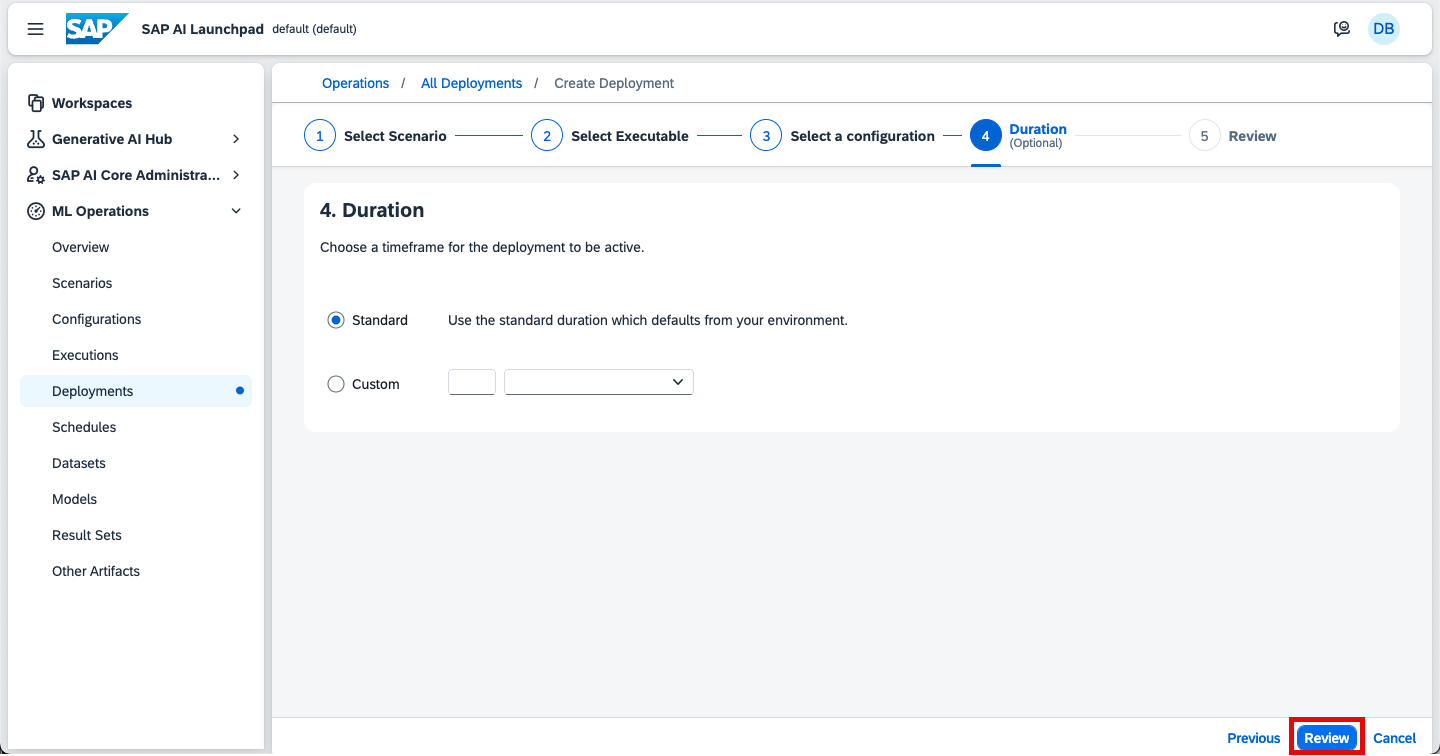 SAP SAP AI Launchpad default (default) DB
Workspaces
Generative AI Hub
SAP AI Core Administra...
ML Operations
Overview
Scenarios
Configurations
Executions
Deployments
Schedules
Datasets
Models
Result Sets
Other Artifacts
Operations / All Deployments / Create Deployment
1 Select Scenario 2 Select Executable 3 Select a configuration 4 Duration (Optional) 5 Review
4. Duration
Choose a timeframe for the deployment to be active.
Standard Use the standard duration which defaults from your environment.
Custom
Previous Review Cancel